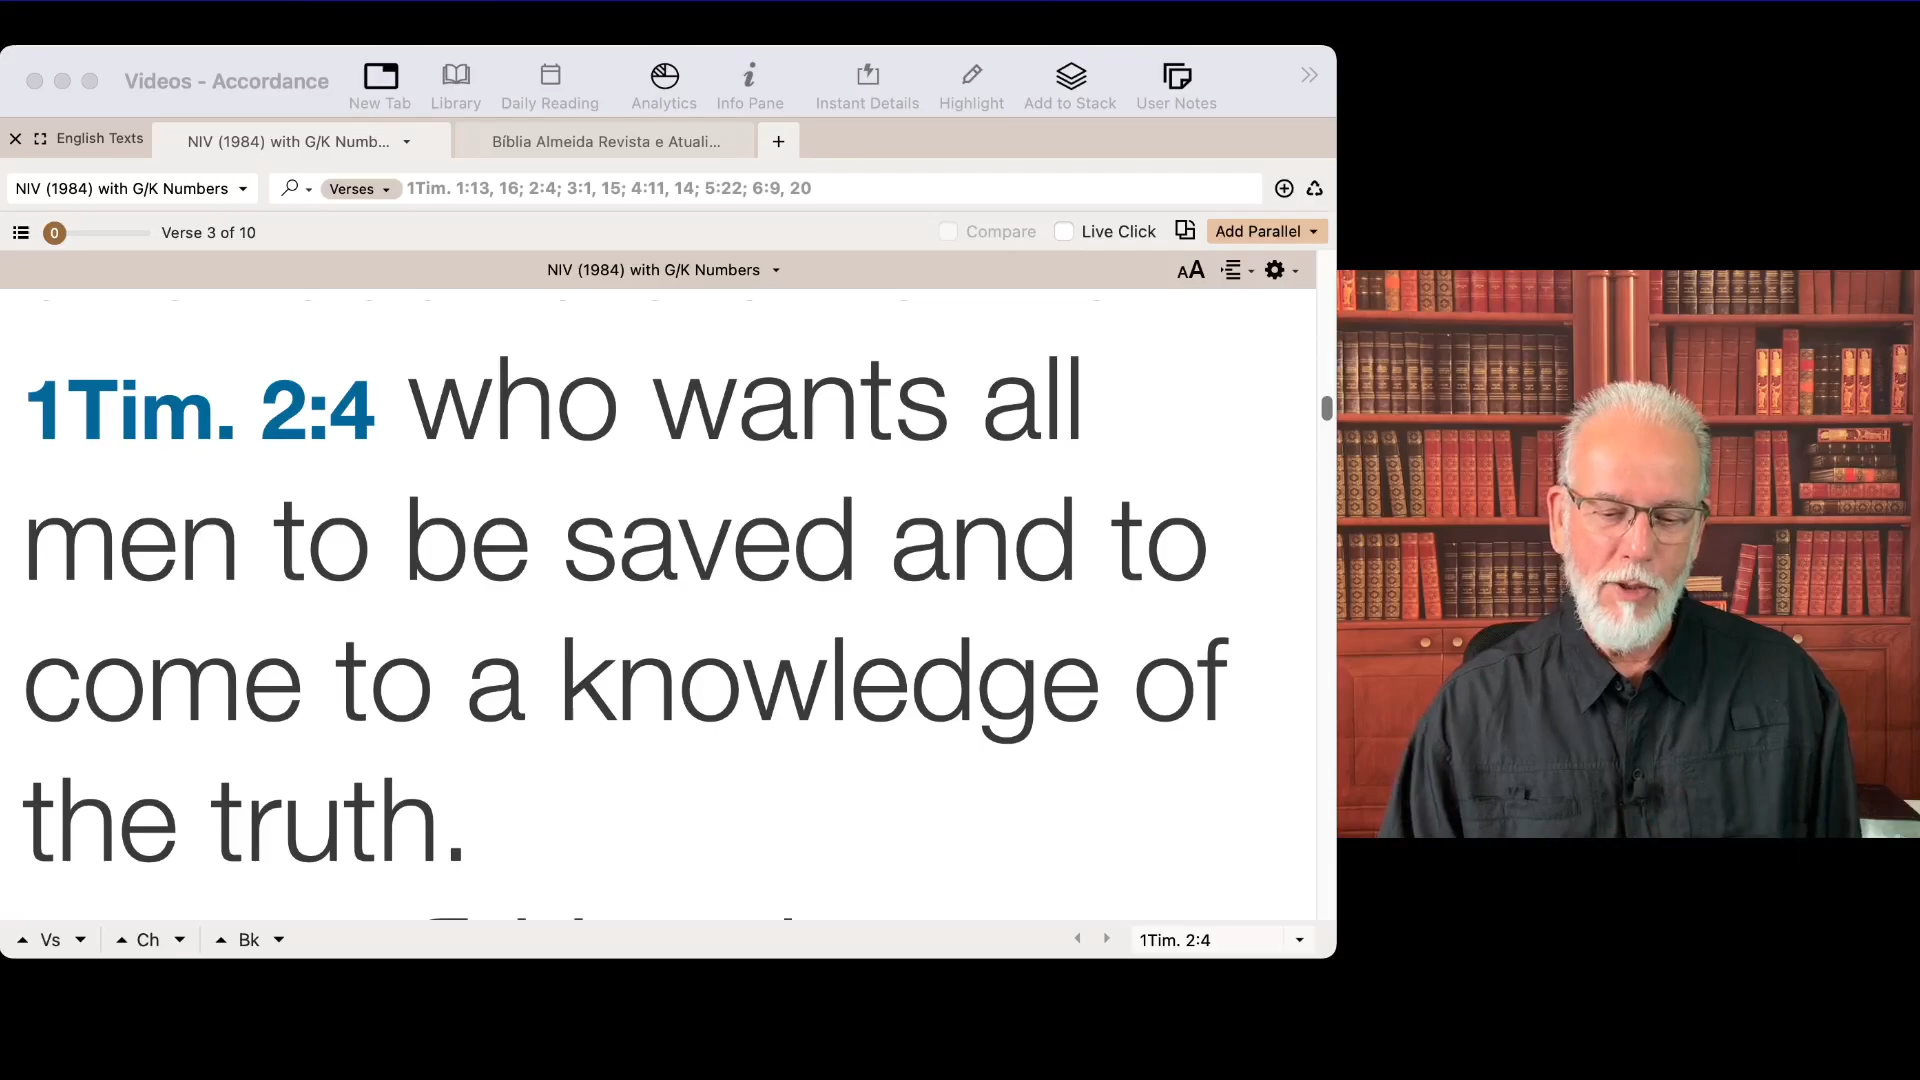 Videos - Accordance
New Tab
Library
Daily Reading
Analytics
Info Pane
Instant Details
Highlight
Add to Stack
User Notes
English Texts
NIV (1984) with G/K Numb...
Bíblia Almeida Revista e Atuali...
NIV (1984) with G/K Numbers
Verses
1Tim. 1:13, 16; 2:4; 3:1, 15; 4:11, 14; 5:22; 6:9, 20
0
Verse 3 of 10
Compare
Live Click
Add Parallel
NIV (1984) with G/K Numbers
AA
1Tim. 2:4 who wants all
men to be saved and to
come to a knowledge of
the truth.
Vs
Ch
Bk
1Tim. 2:4